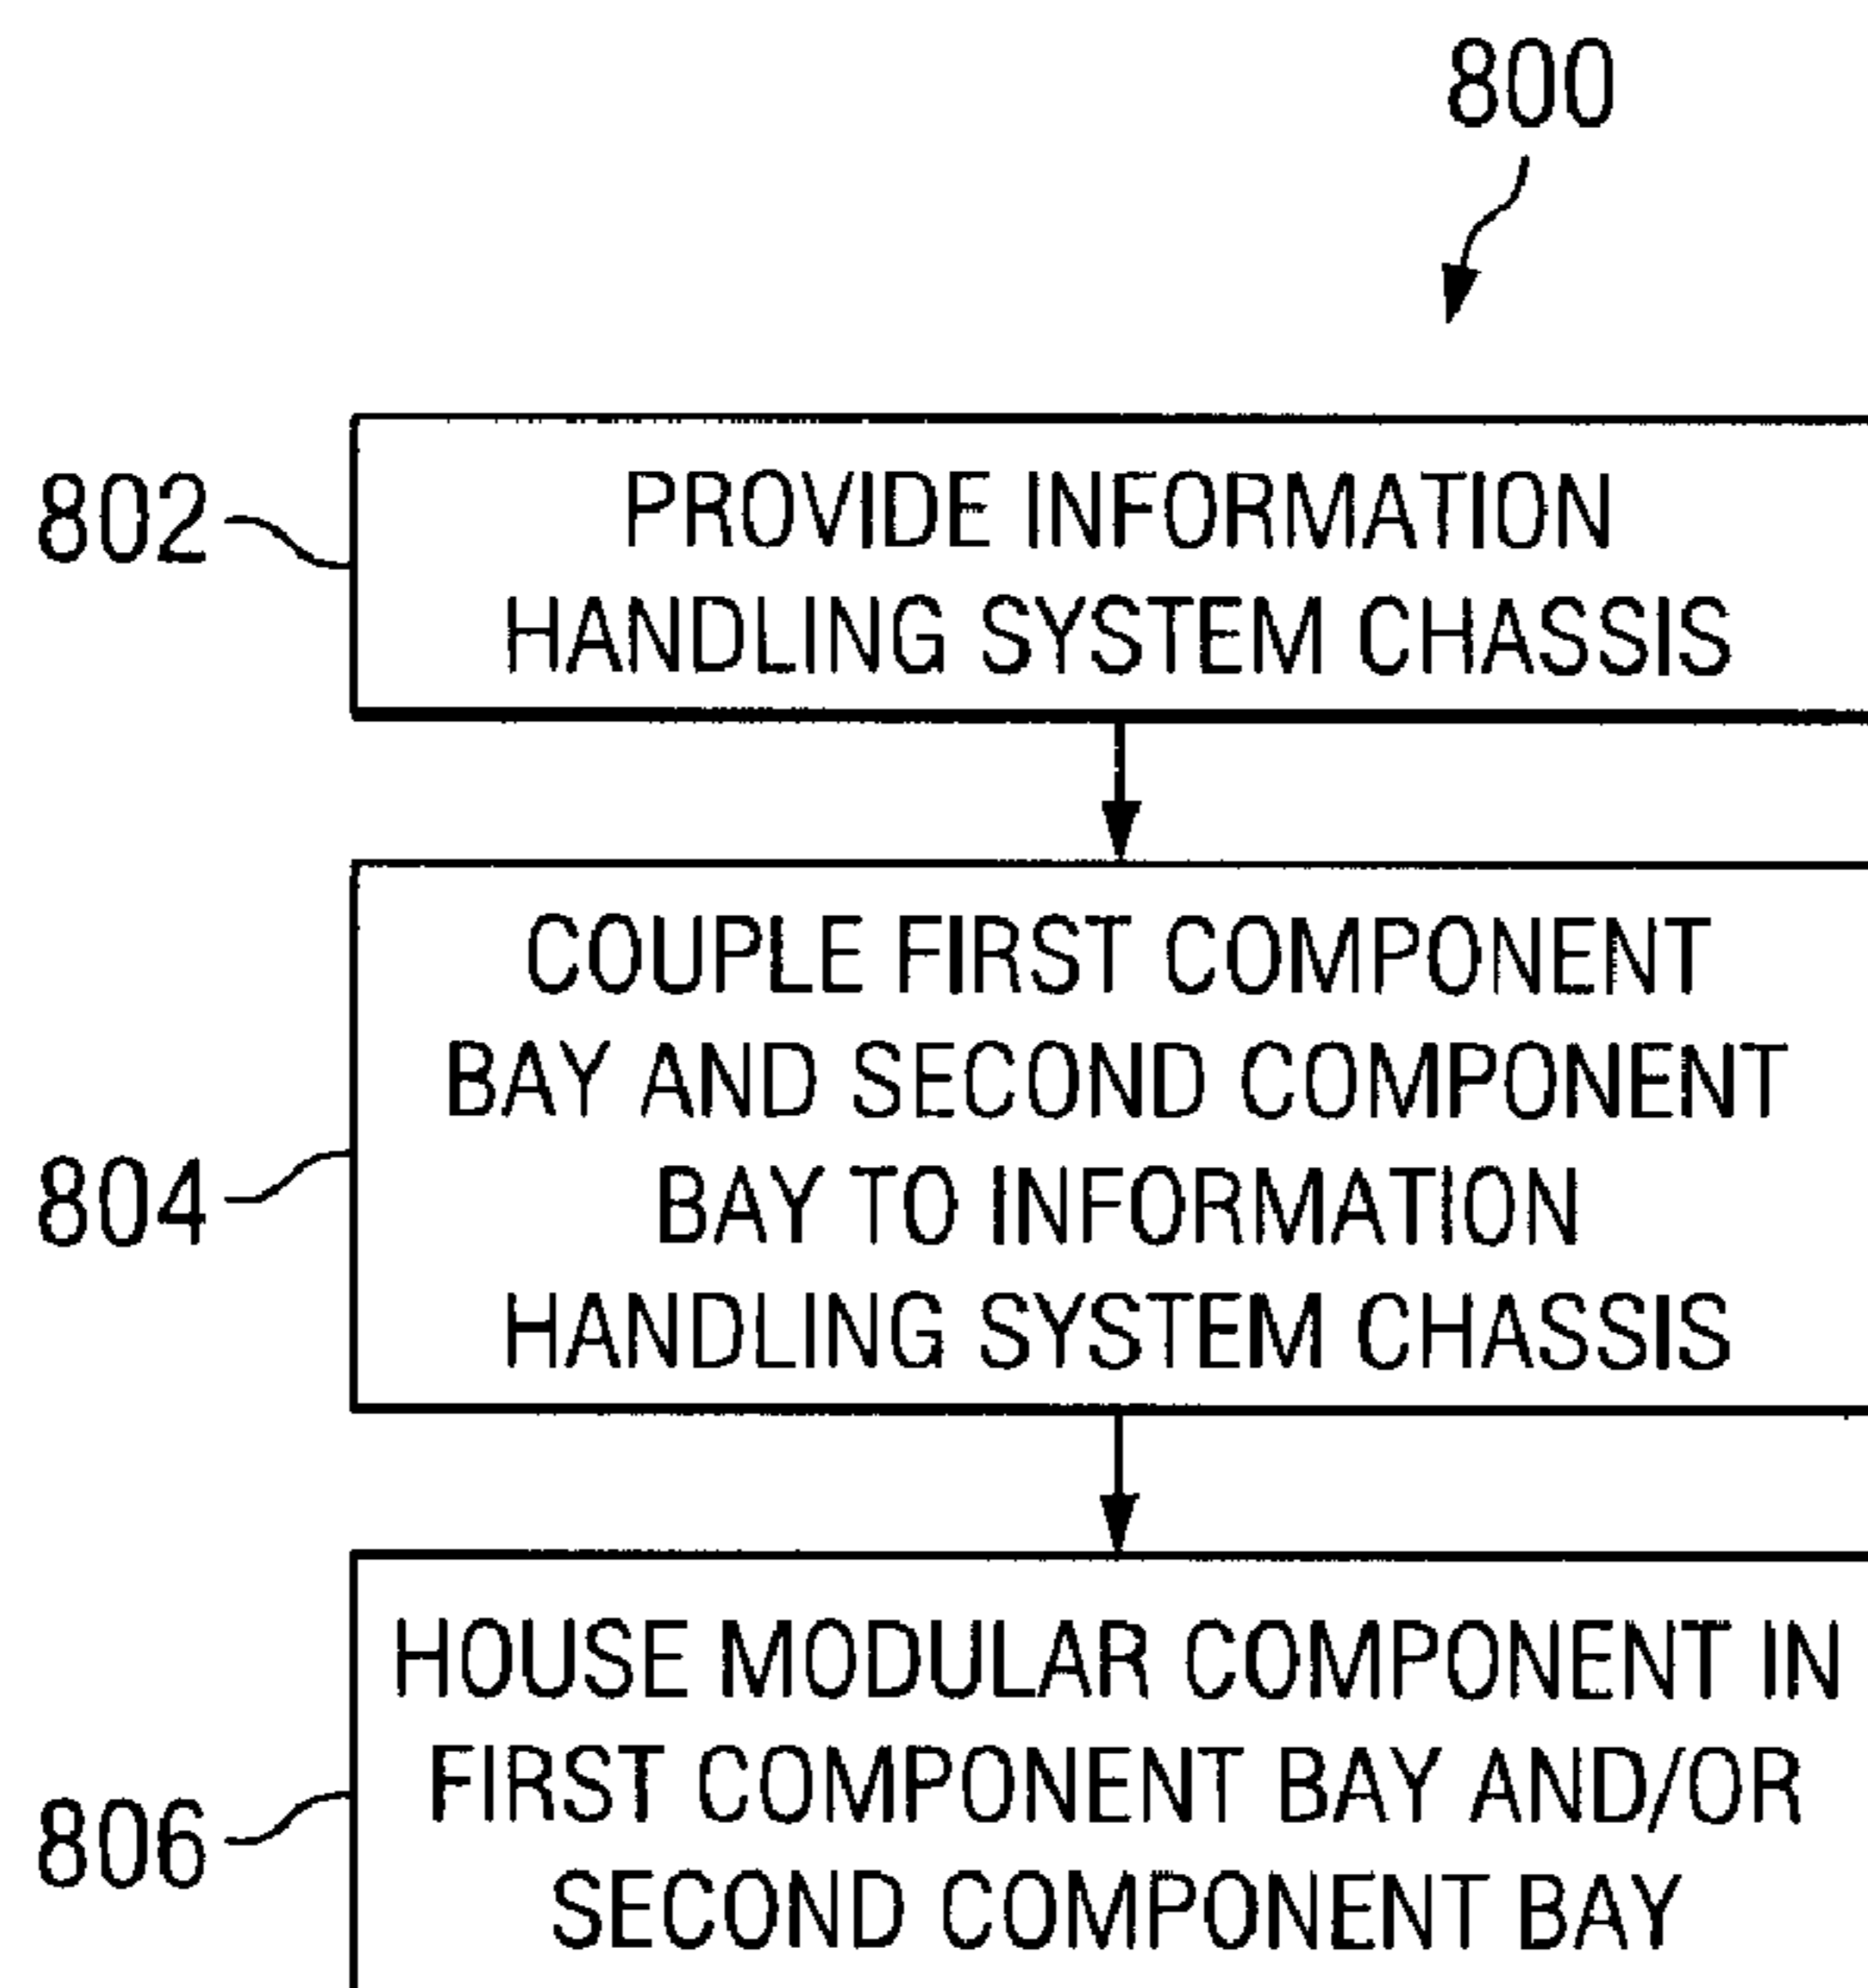 800
802
PROVIDE INFORMATION
HANDLING SYSTEM CHASSIS
804
COUPLE FIRST COMPONENT
BAY AND SECOND COMPONENT
BAY TO INFORMATION
HANDLING SYSTEM CHASSIS
806
HOUSE MODULAR COMPONENT IN
FIRST COMPONENT BAY AND/OR
SECOND COMPONENT BAY